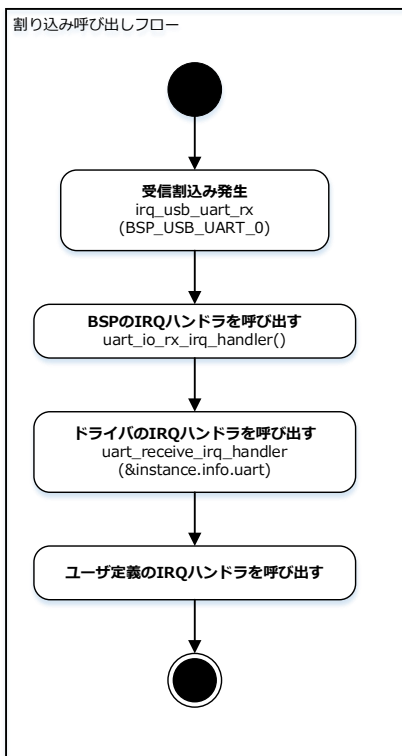 割り込み呼び出しフロー
受信割込み発生
irq_usb_uart_rx
(BSP_USB_UART_0)
BSPのIRQハンドラを呼び出す
uart_io_rx_irq_handler()
ドライバのIRQハンドラを呼び出す
uart_receive_irq_handler
(&instance.info.uart)
ユーザ定義のIRQハンドラを呼び出す